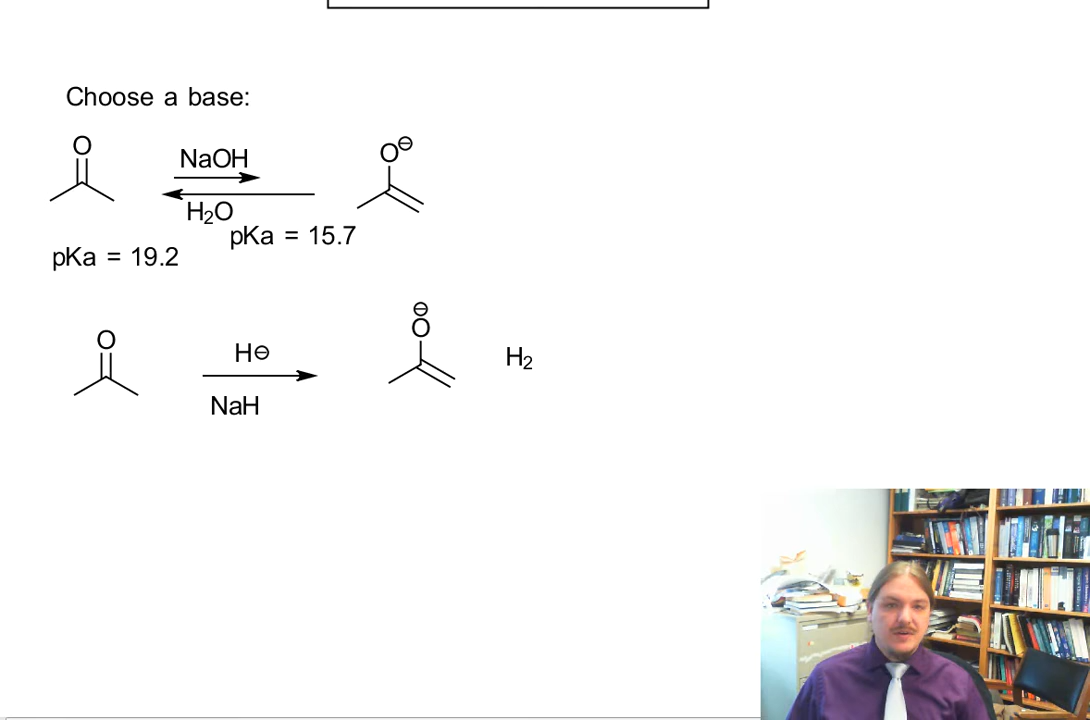 Choose a base:
O
O⊖
NaOH
H₂O
pKa = 15.7
pKa = 19.2
⊖
O
O
H⊖
H₂
NaH